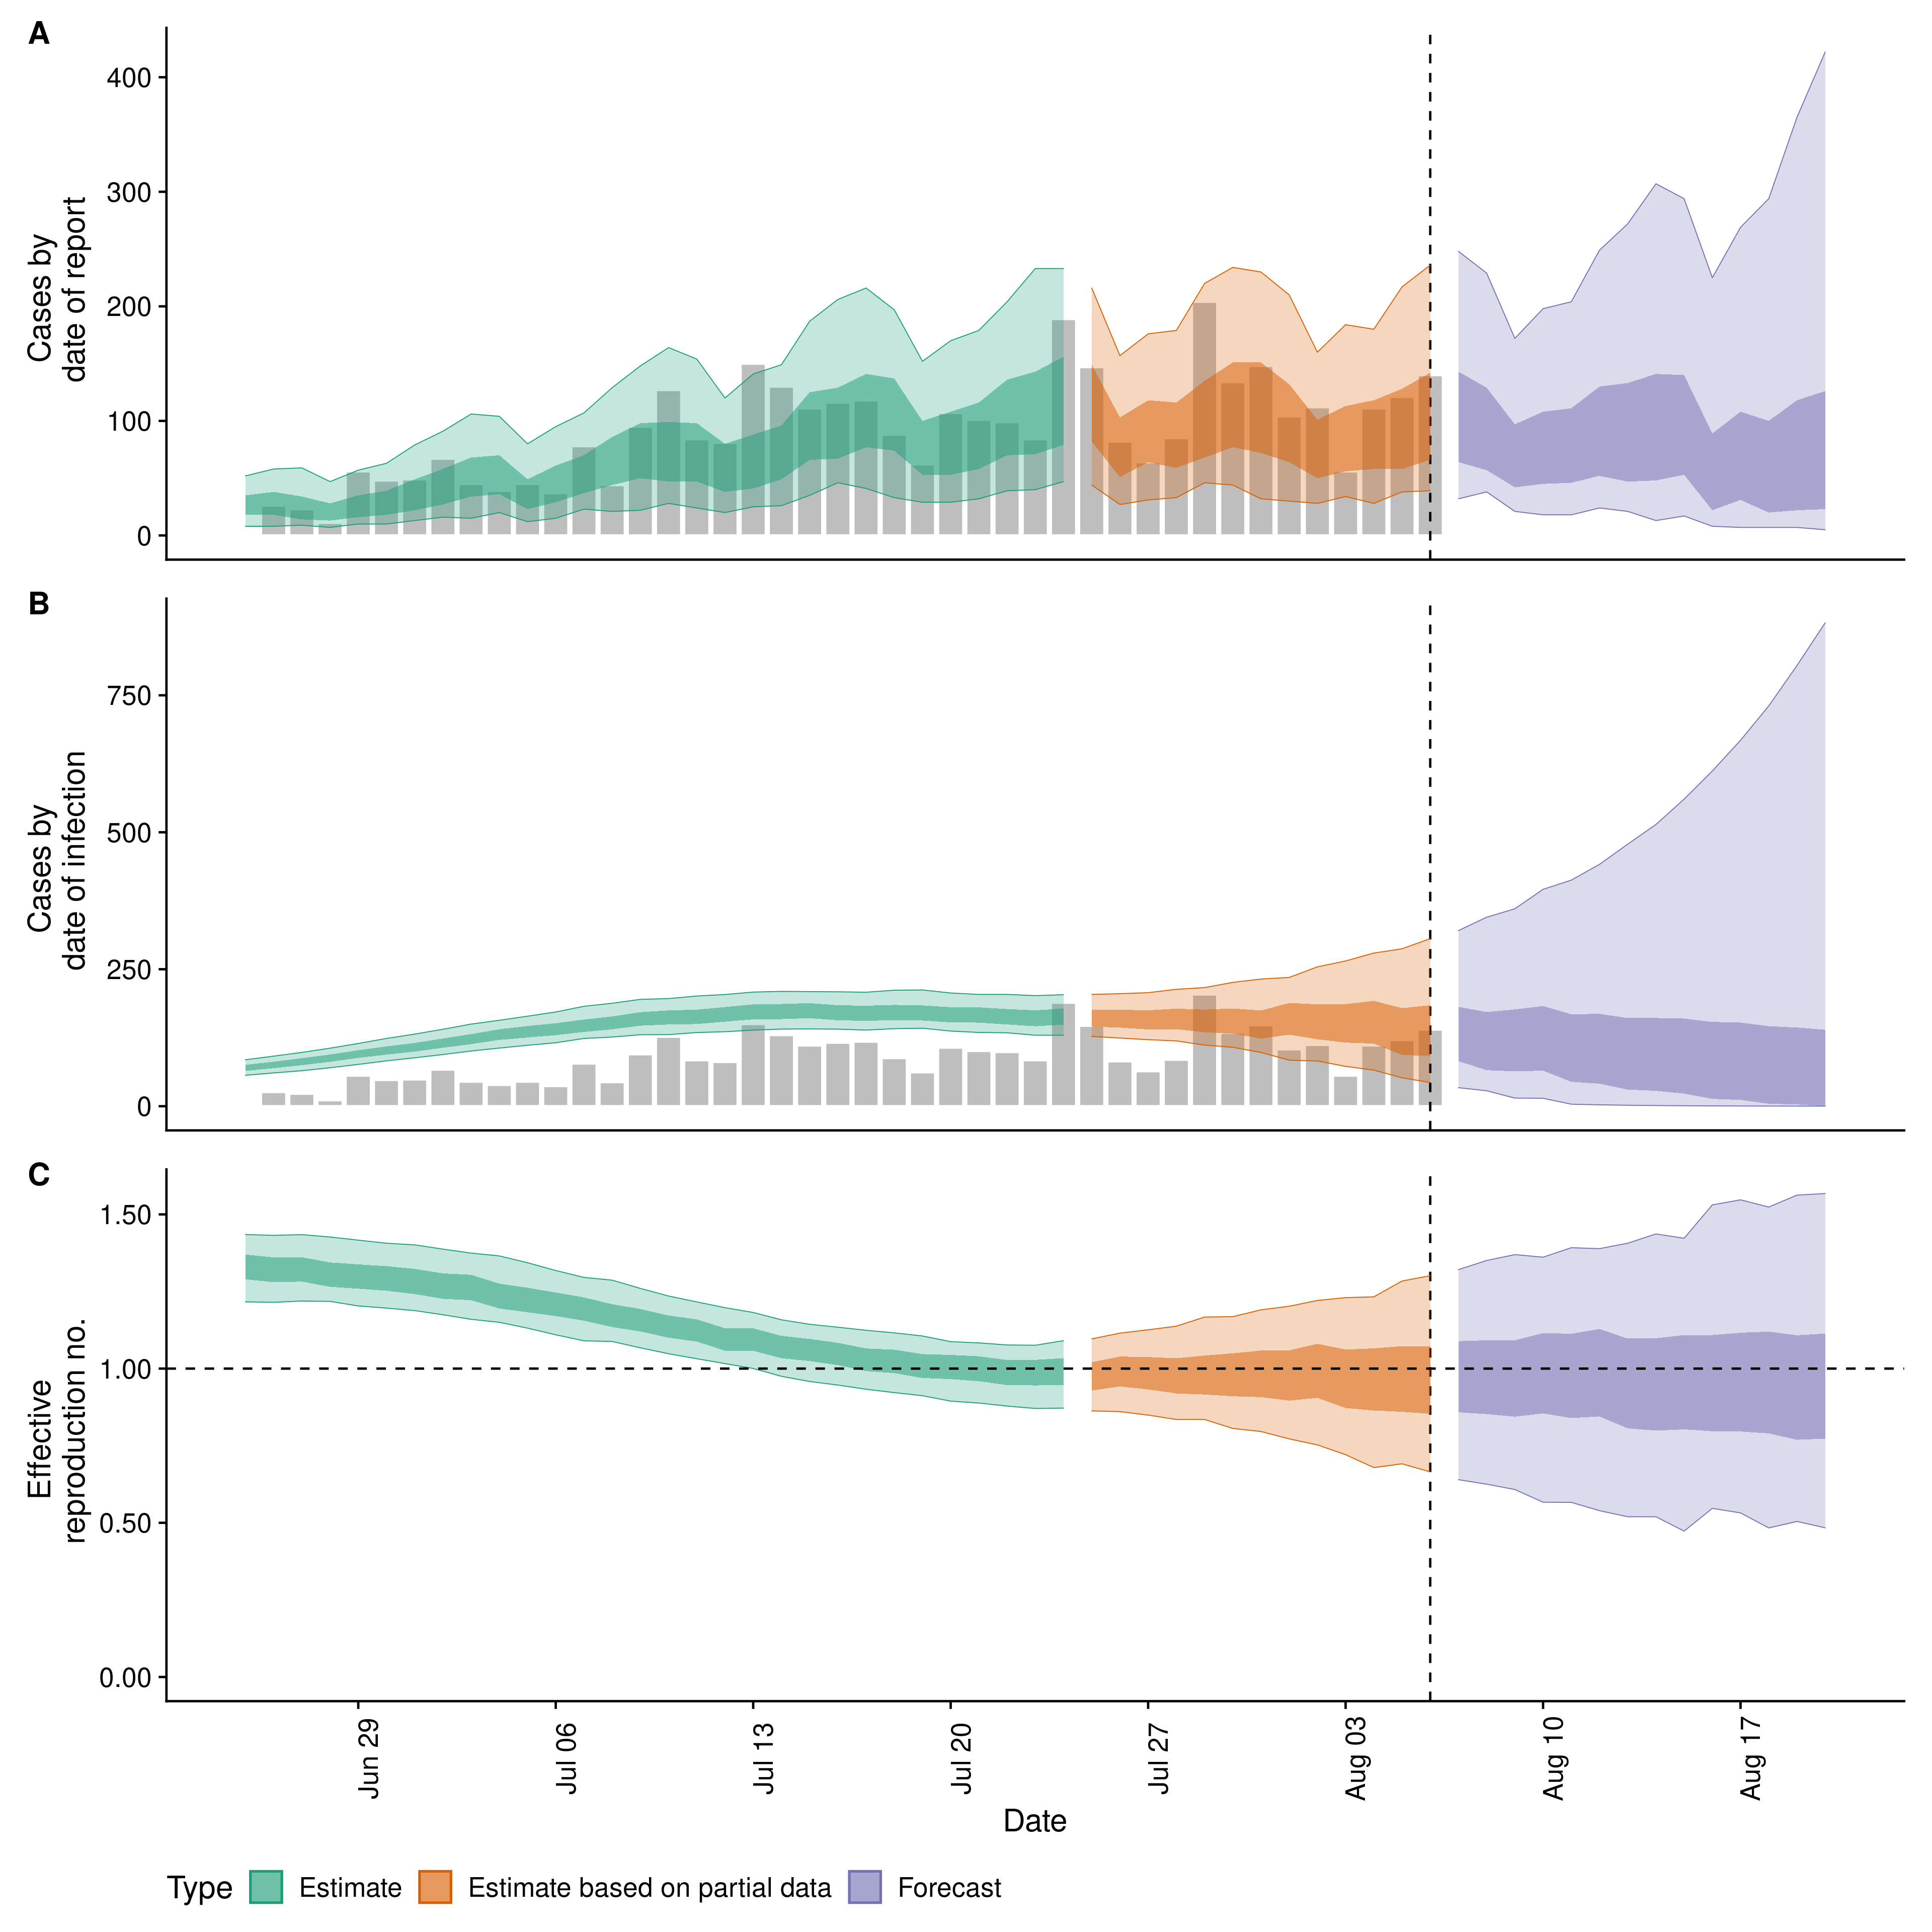 A
400
300
200
100
0
Cases by
date of report
B
750
500
250
0
Cases by
date of infection
C
1.50
1.00
0.50
0.00
Effective
reproduction no.
Jun 29
Jul 06
Jul 13
Jul 20
Jul 27
Aug 03
Aug 10
Aug 17
Date
Type Estimate Estimate based on partial data Forecast